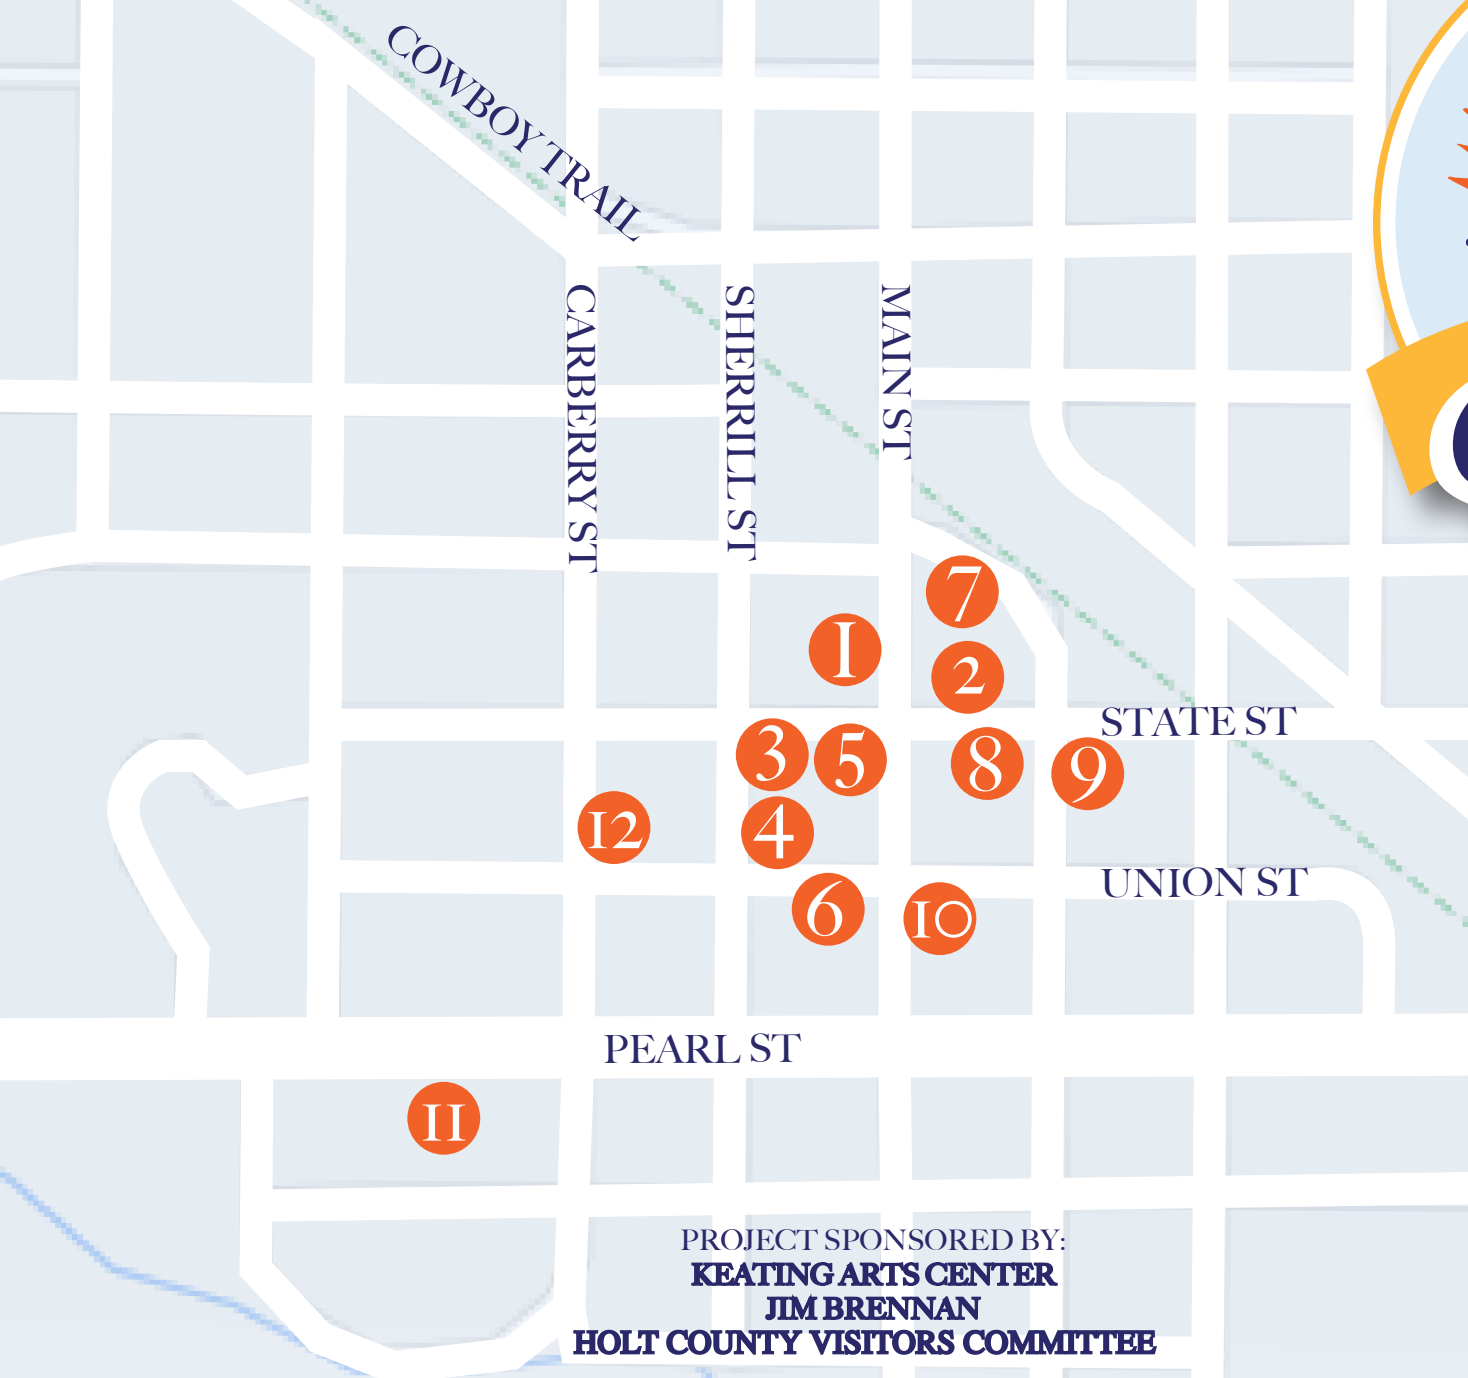 COWBOY TRAIL
CARBERRY ST
SHERRILL ST
MAIN ST
7
1
2
STATE ST
3
5
8
9
12
4
UNION ST
6
10
PEARL ST
11
PROJECT SPONSORED BY:
KEATING ARTS CENTER
JIM BRENNAN
HOLT COUNTY VISITORS COMMITTEE